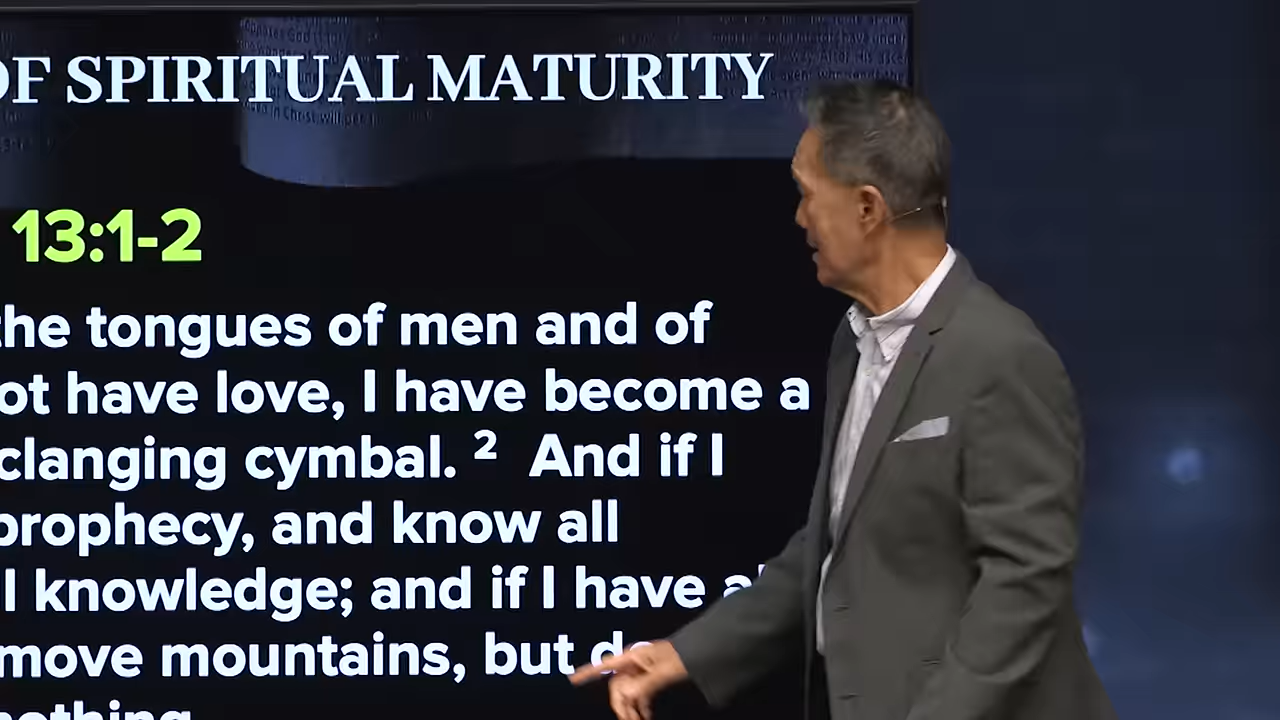 OF SPIRITUAL MATURITY
13:1-2
the tongues of men and of
ot have love, I have become a
clanging cymbal. ² And if I
prophecy, and know all
l knowledge; and if I have
move mountains, but
nothing